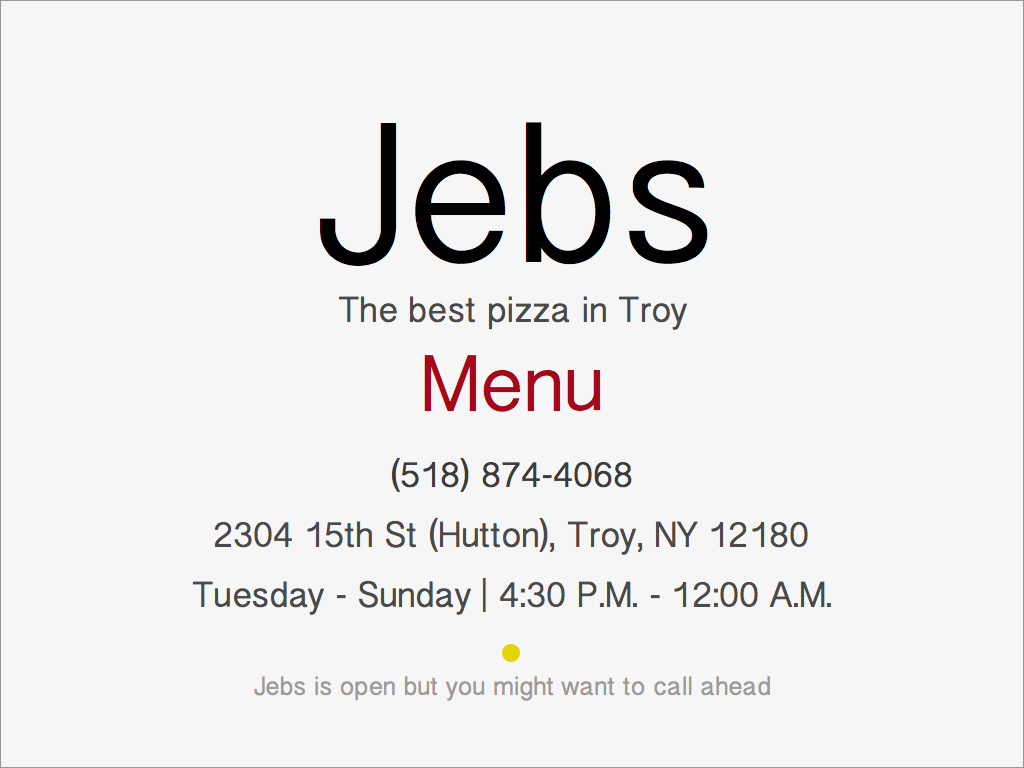 Jebs
The best pizza in Troy
Menu
(518) 874-4068
2304 15th St (Hutton), Troy, NY 12180
Tuesday - Sunday | 4:30 P.M. - 12:00 A.M.
Jebs is open but you might want to call ahead